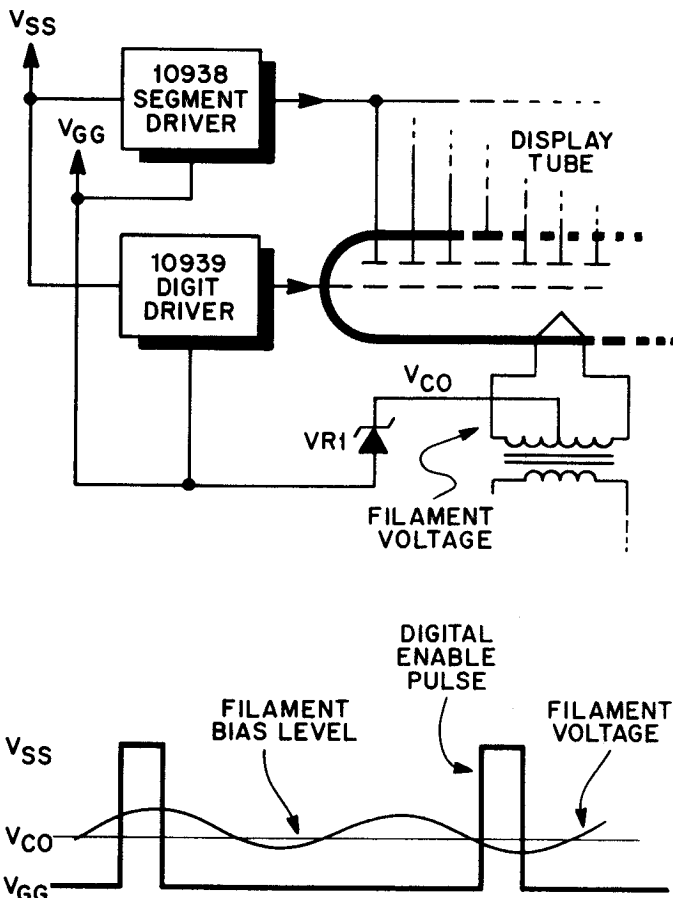 VSS
10938
SEGMENT
DRIVER
VGG
DISPLAY
TUBE
10939
DIGIT
DRIVER
VCO
VR1
FILAMENT
VOLTAGE
DIGITAL
ENABLE
PULSE
FILAMENT
BIAS LEVEL
FILAMENT
VOLTAGE
VSS
VCO
VGG